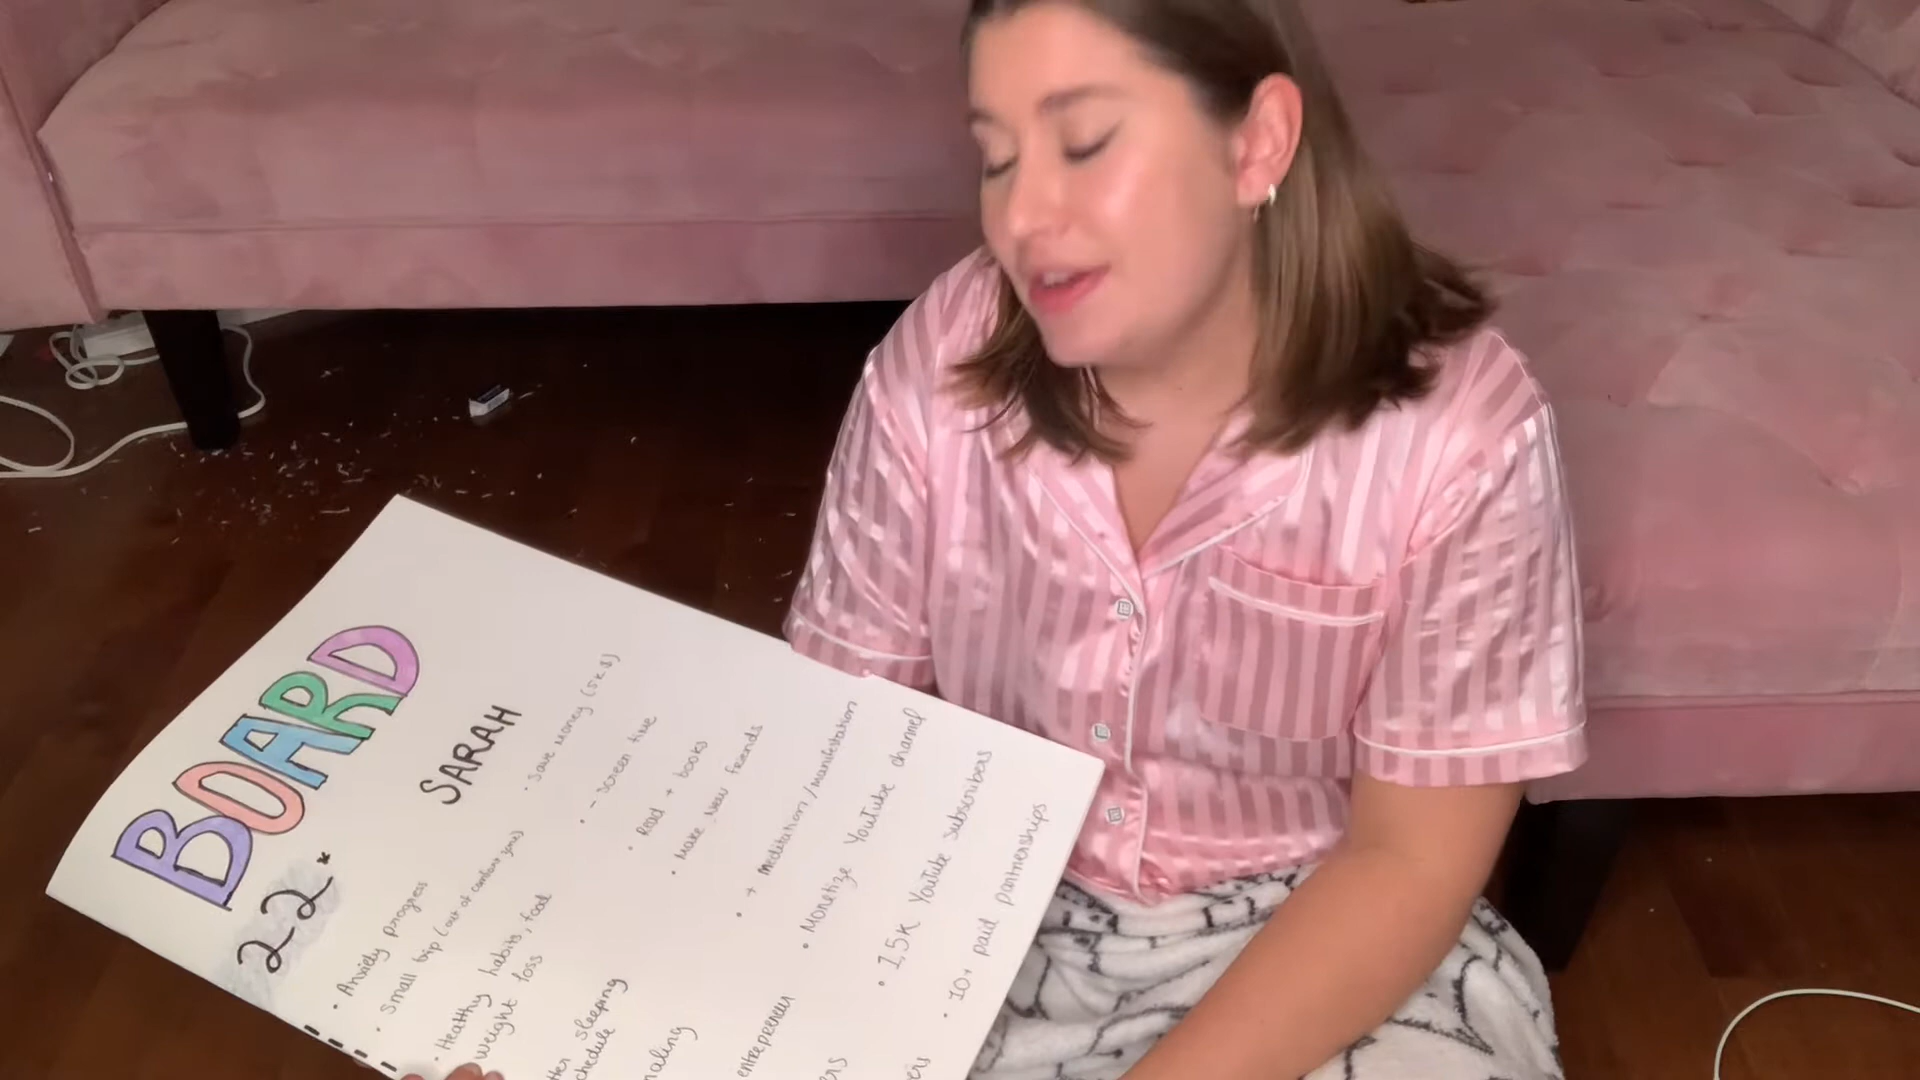 BOARD
22*
SARAH
• Anxiety progress
• small trip (out of comfort zone)
• Healthy habits, food
weight loss
sleeping
entrepreneur
• save money (5k $)
• - screen time
• Read + books
• Make new friends
• + meditation/manifestation
• Monetize YouTube channel
• 1,5K YouTube subscribers
• 10+ paid partnerships